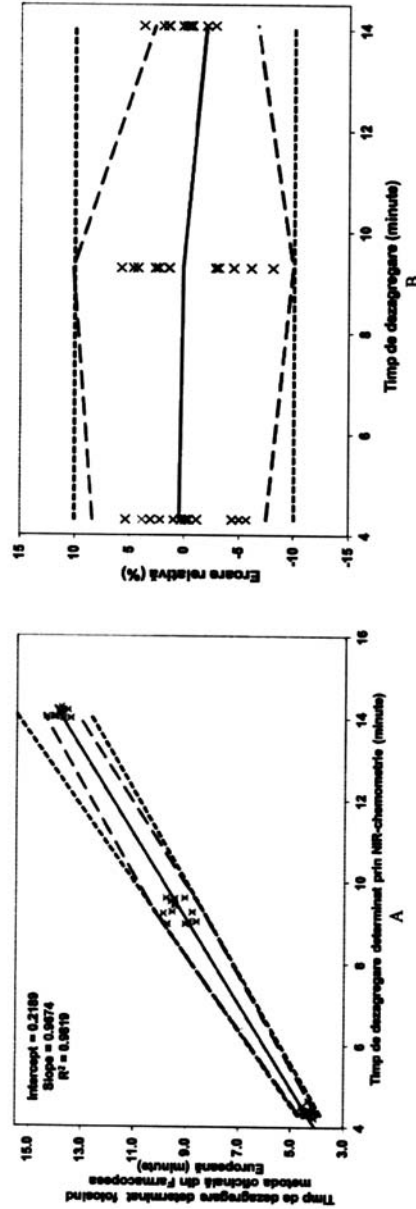 Timp de dezagregare determinat folosind
metoda oficinală din Farmacopeea
Europeană (minute)
15.0
13.0
11.0
9.0
7.0
5.0
3.0
Intercept = 0.2189
Slope = 0.9674
R² = 0.9819
4
6
8
10
12
14
16
Timp de dezagregare determinat prin NIR-chemometrie (minute)
A
Eroare relativă (%)
15
10
5
0
-5
-10
-15
4
6
8
10
12
14
Timp de dezagregare (minute)
B